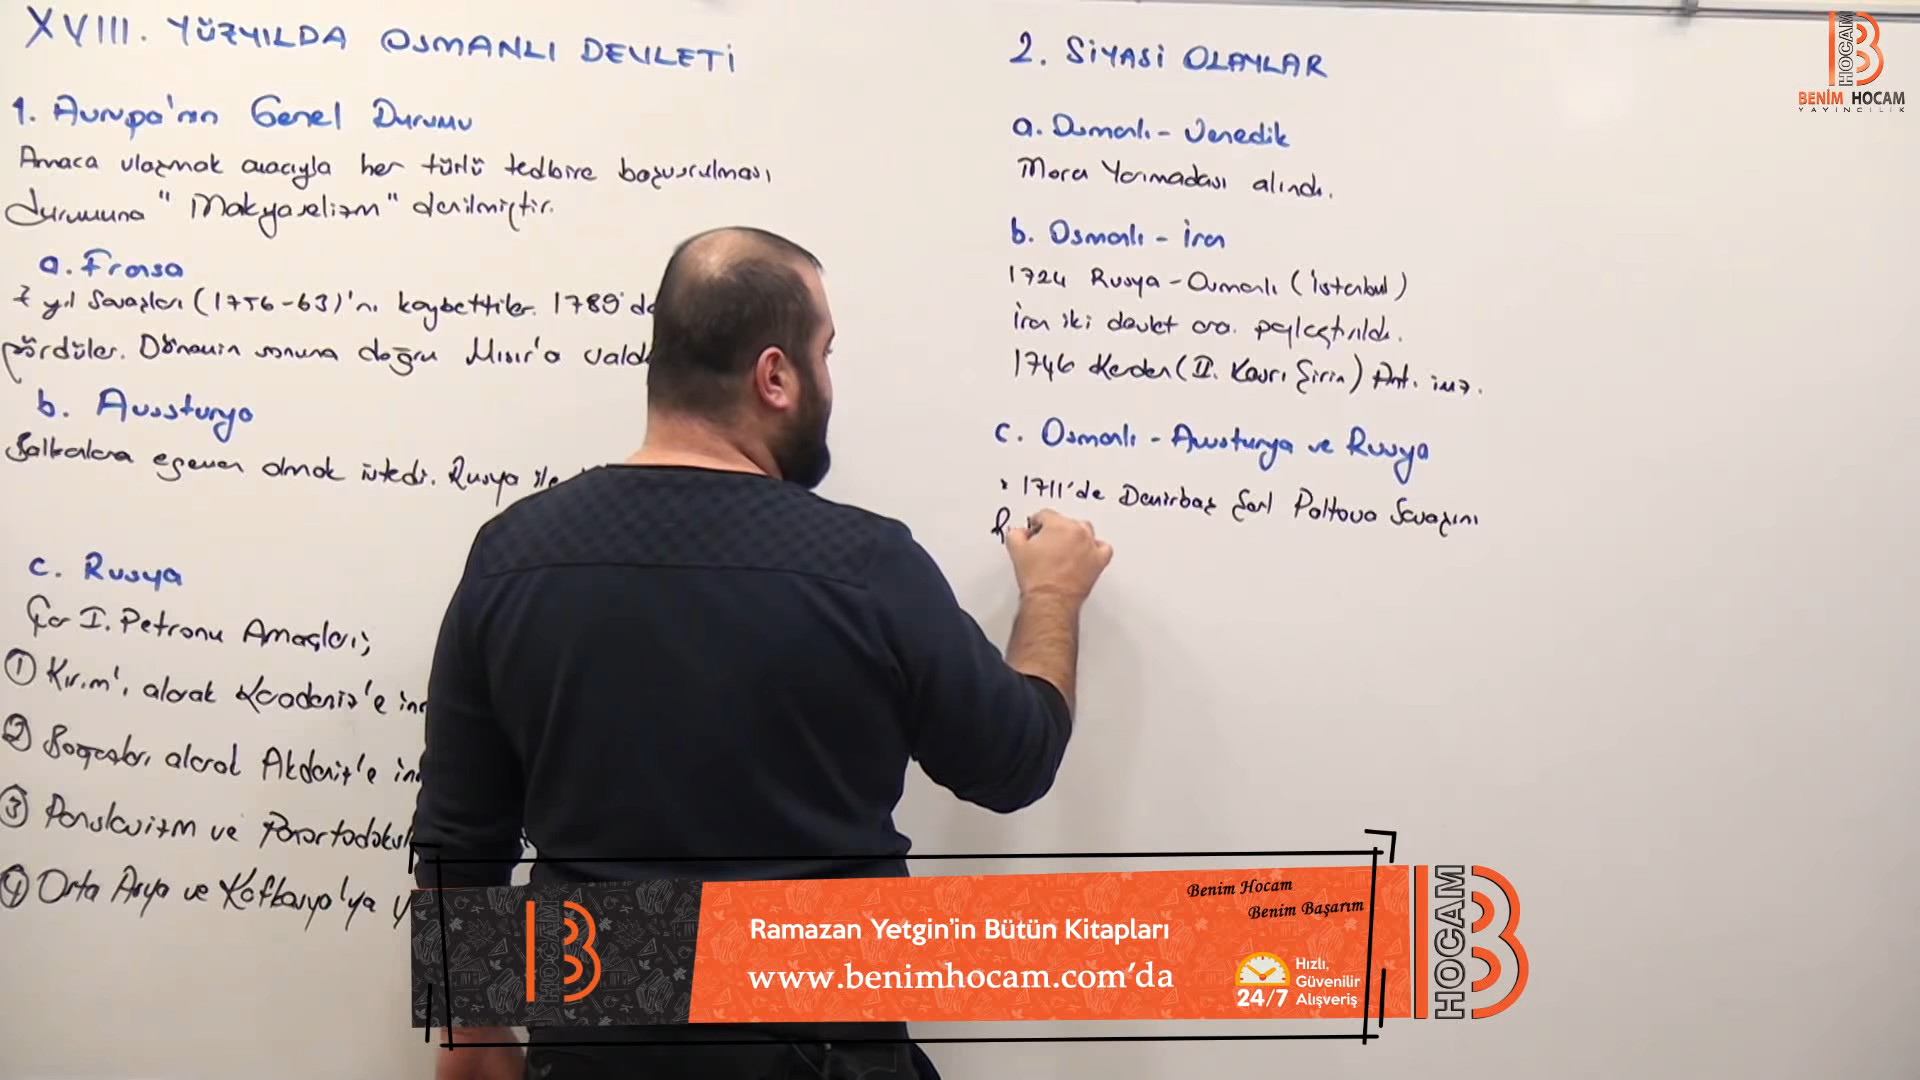 XVIII. YÜZYILDA OSMANLI DEVLETİ
1. Avrupa'nın Genel Durumu
Amaca ulaşmak amacıyla her türlü tedbire başvurulması
durumuna "Makyavelizm" denilmiştir.
a. Fransa
7 yıl Savaşları (1756-63)'nı kaybettiler. 1789'da
gördüler. Dönemin sonuna doğru Mısır'a
b. Avusturya
Balkanlara egemen olmak istedi. Rusya ile
c. Rusya
Çar I. Petronu Amaçları;
① Kırım'ı alarak Karadeniz'e
② Boğazları alarak Akdeniz'e
③ Panslavizm ve
④ Orta Asya ve Kafkasya'ya
2. SİYASİ OLAYLAR
a. Osmanlı - Venedik
Mora Yarımadası alındı.
b. Osmanlı - İran
1724 Rusya - Osmanlı (İstanbul)
İran iki devlet ara. paylaştırıldı.
1746 Kerden (II. Kasrı Şirin) Ant. imz.
c. Osmanlı - Avusturya ve Rusya
• 1711'de Demirbaş Şarl Poltova Savaşını
BENİM HOCAM
YAYINCILIK
HOCAM
Benim Hocam
Benim Başarım
Ramazan Yetgin'in Bütün Kitapları
www.benimhocam.com'da
24/7
Hızlı,
Güvenilir
Alışveriş
HOCAM